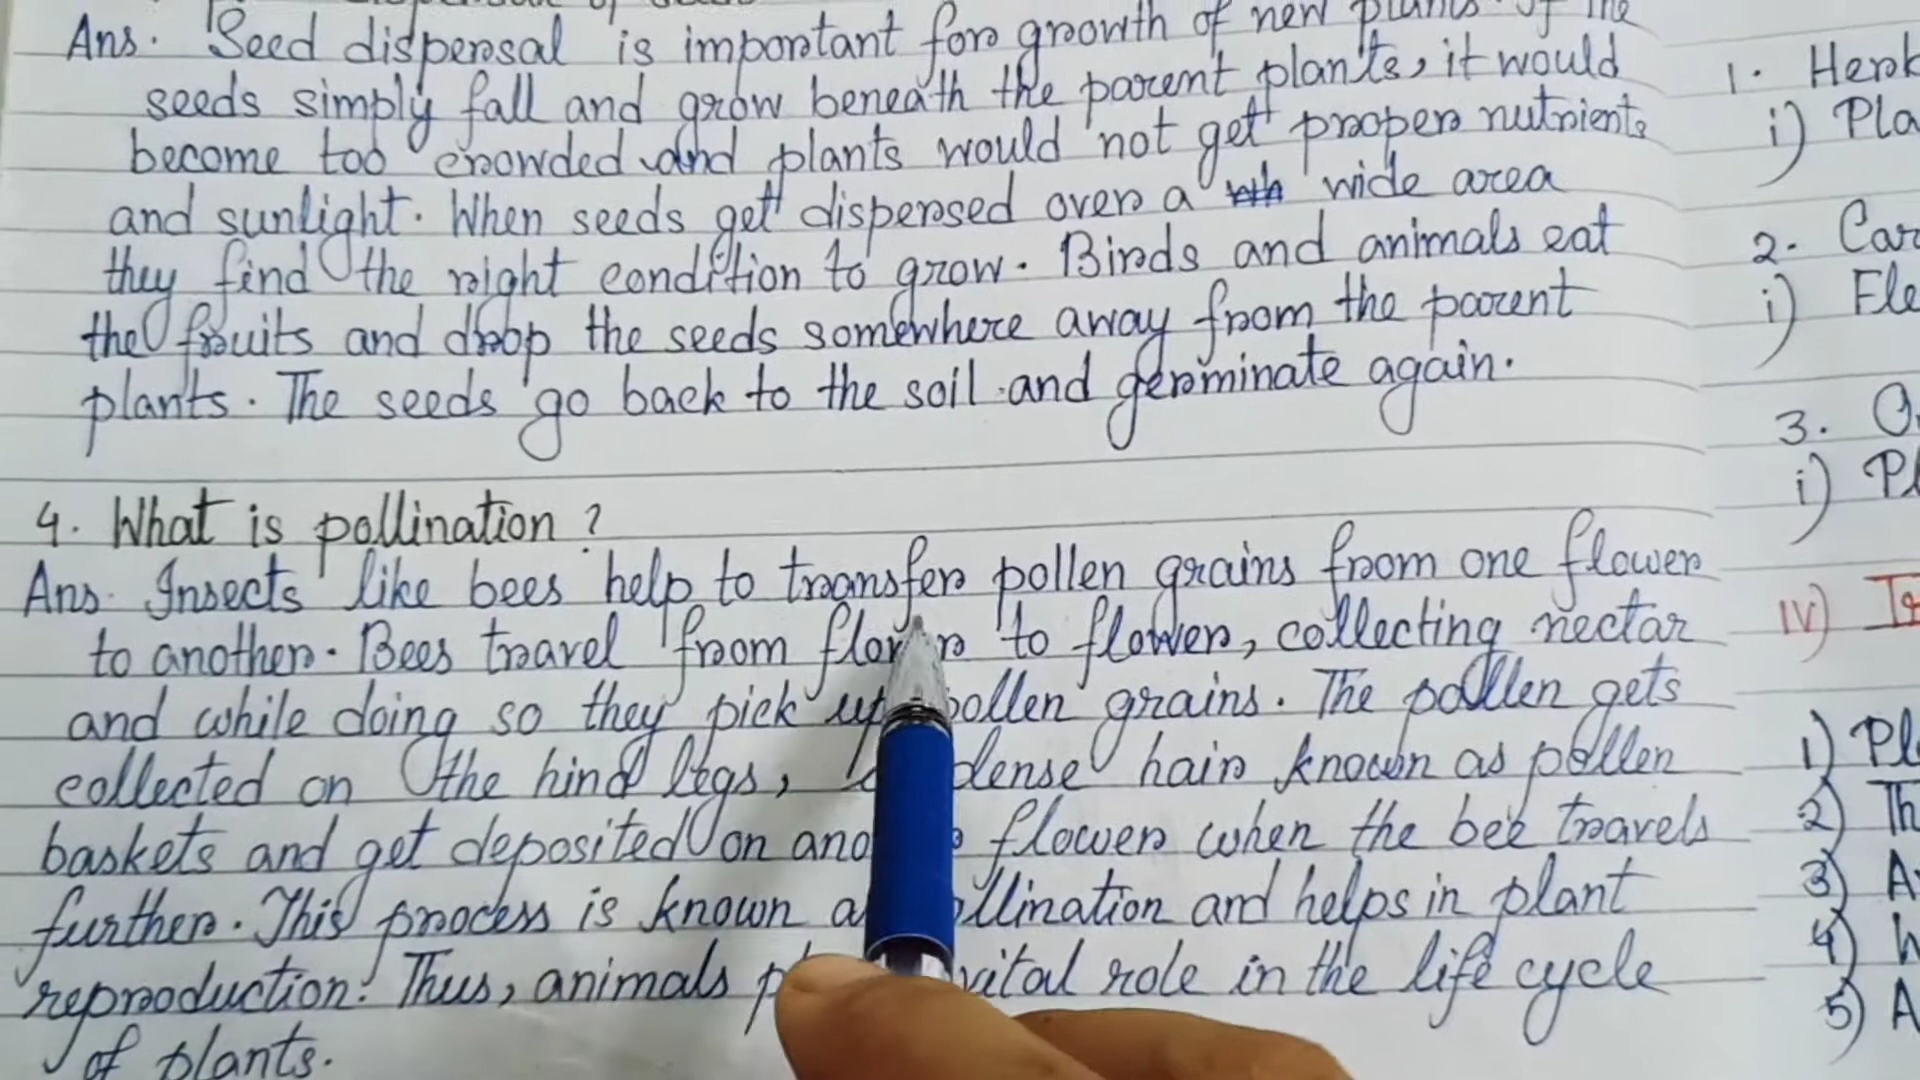 Ans. Seed dispersal is important for growth of new plants. If the
seeds simply fall and grow beneath the parent plants, it would
become too crowded and plants would not get proper nutrients
and sunlight. When seeds get dispersed over a wide area
they find the right condition to grow. Birds and animals eat
the fruits and drop the seeds somewhere away from the parent
plants. The seeds go back to the soil and germinate again.
4. What is pollination?
Ans. Insects like bees help to transfer pollen grains from one flower
to another. Bees travel from flower to flower, collecting nectar
and while doing so they pick up pollen grains. The pollen gets
collected on the hind legs, dense hair known as pollen
baskets and get deposited on flower when the bee travels
further. This process is known and helps in plant
reproduction. Thus, animals vital role in the life cycle
of plants.
1.
i) Pla
2. Car
i) Ele
3.
i) Pl
IV)
1) Pl
2) Th
3) A
4)
5) A